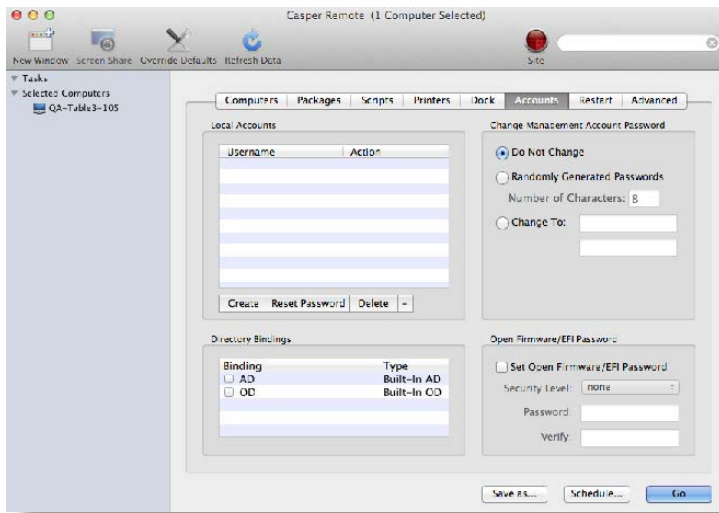 Casper Remote (1 Computer Selected)
New Window Screen Share Override Defaults Refresh Data Site
Tasks
Selected Computers
QA-Table3-105
Computers Packages Scripts Printers Dock Accounts Restart Advanced
Local Accounts
Username Action
Create Reset Password Delete -
Change Management Account Password
Do Not Change
Randomly Generated Passwords
Number of Characters: 8
Change To:
Directory Bindings
Binding Type
AD Built-In AD
OD Built-In OD
Open Firmware/EFI Password
Set Open Firmware/EFI Password
Security Level: none
Password:
Verify:
Save as... Schedule... Go